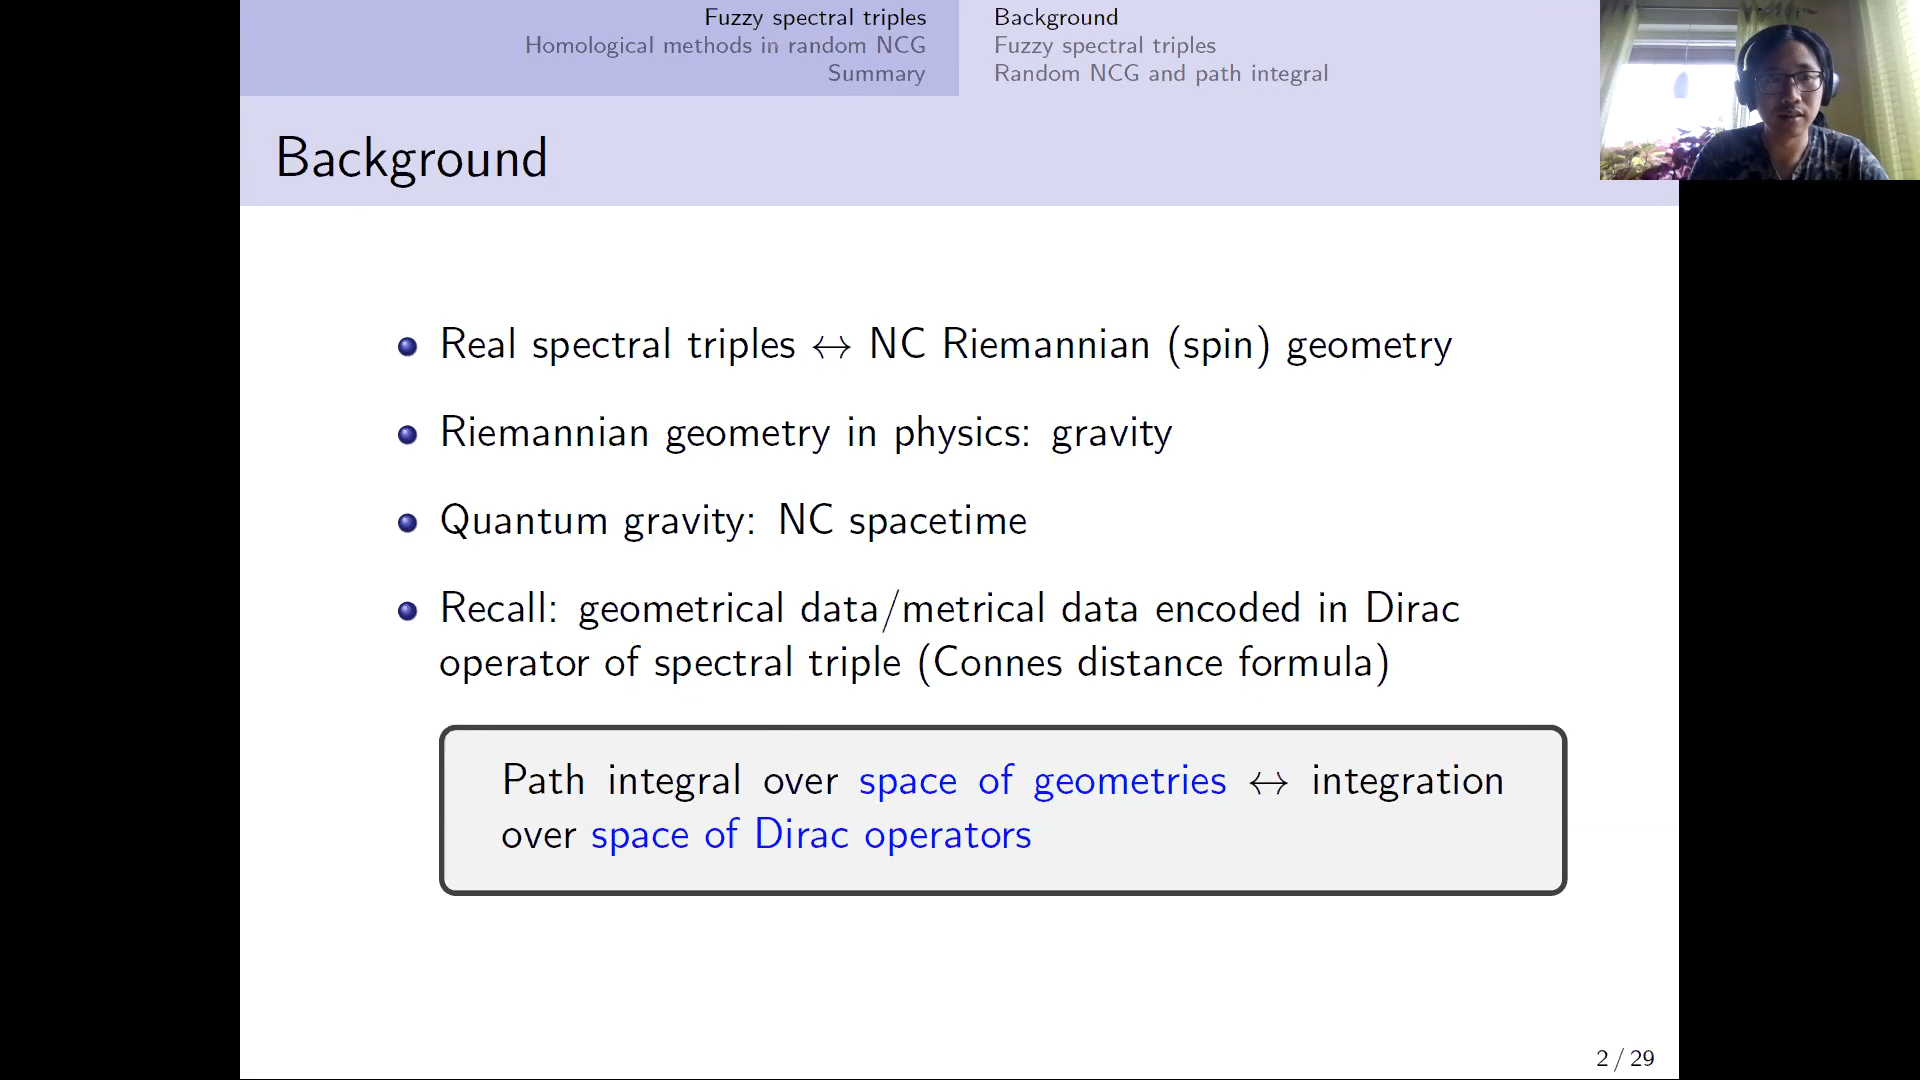 Fuzzy spectral triples
Homological methods in random NCG
Summary
Background
Fuzzy spectral triples
Random NCG and path integral
Background
Real spectral triples ↔ NC Riemannian (spin) geometry
Riemannian geometry in physics: gravity
Quantum gravity: NC spacetime
Recall: geometrical data/metrical data encoded in Dirac
operator of spectral triple (Connes distance formula)
Path integral over space of geometries ↔ integration
over space of Dirac operators
2 / 29